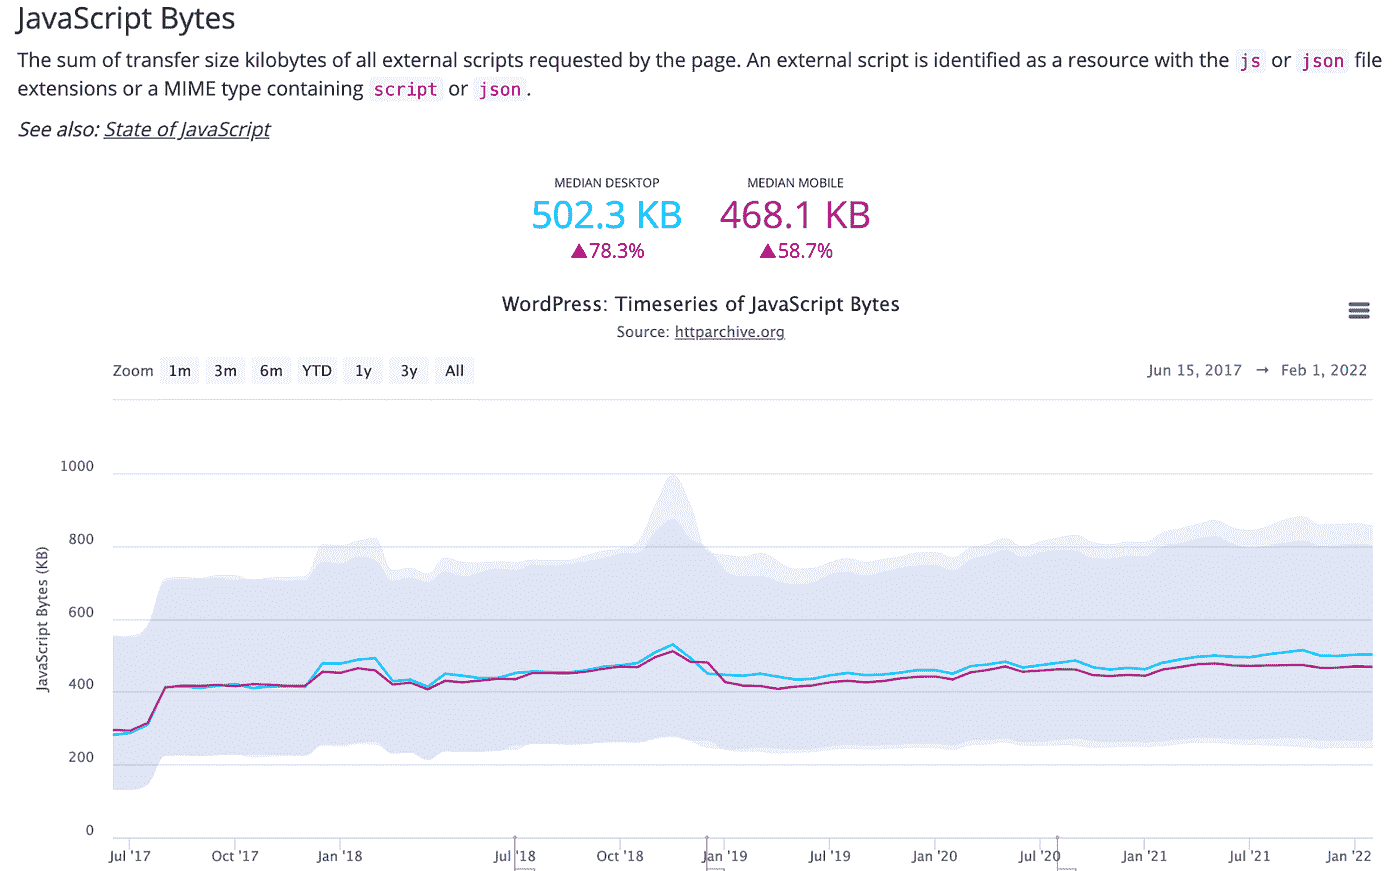 JavaScript Bytes
The sum of transfer size kilobytes of all external scripts requested by the page. An external script is identified as a resource with the js or json file
extensions or a MIME type containing script or json.
See also: State of JavaScript
MEDIAN DESKTOP MEDIAN MOBILE
502.3 KB 468.1 KB
▲78.3% ▲58.7%
WordPress: Timeseries of JavaScript Bytes
Source: httparchive.org
Zoom 1m 3m 6m YTD 1y 3y All Jun 15, 2017 → Feb 1, 2022
JavaScript Bytes (KB)
1000
800
600
400
200
0
Jul '17 Oct '17 Jan '18 Jul '18 Oct '18 Jan '19 Jul '19 Jan '20 Jul '20 Jan '21 Jul '21 Jan '22